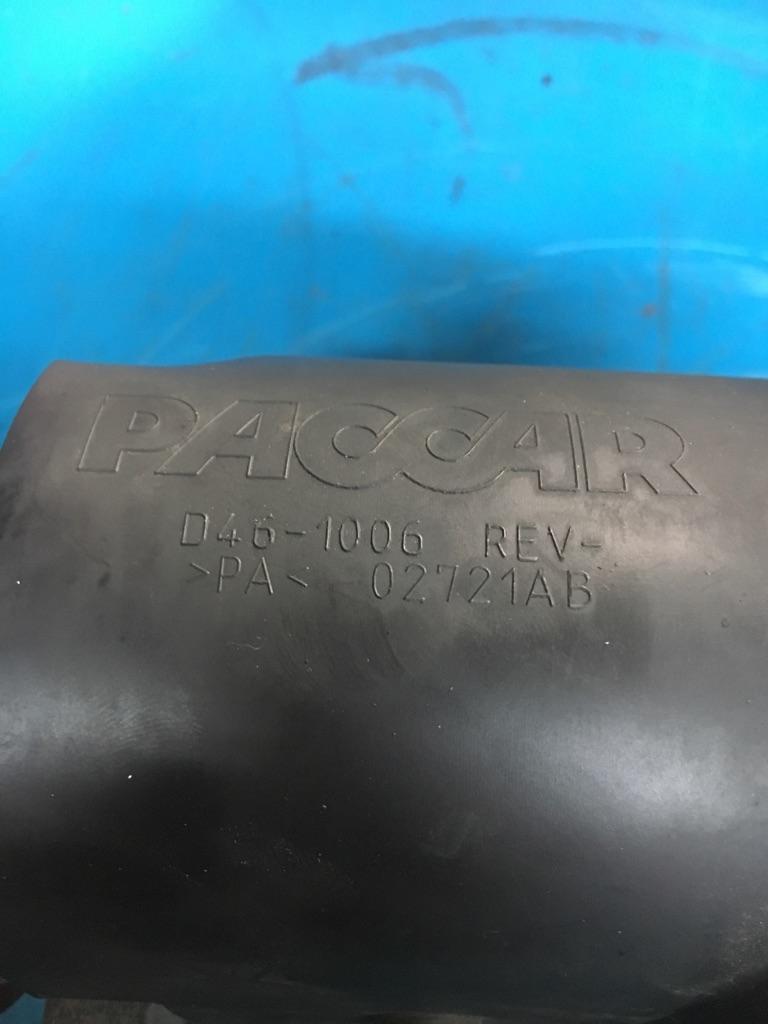 PACCAR
D46-1006 REV-
>PA< 02721AB